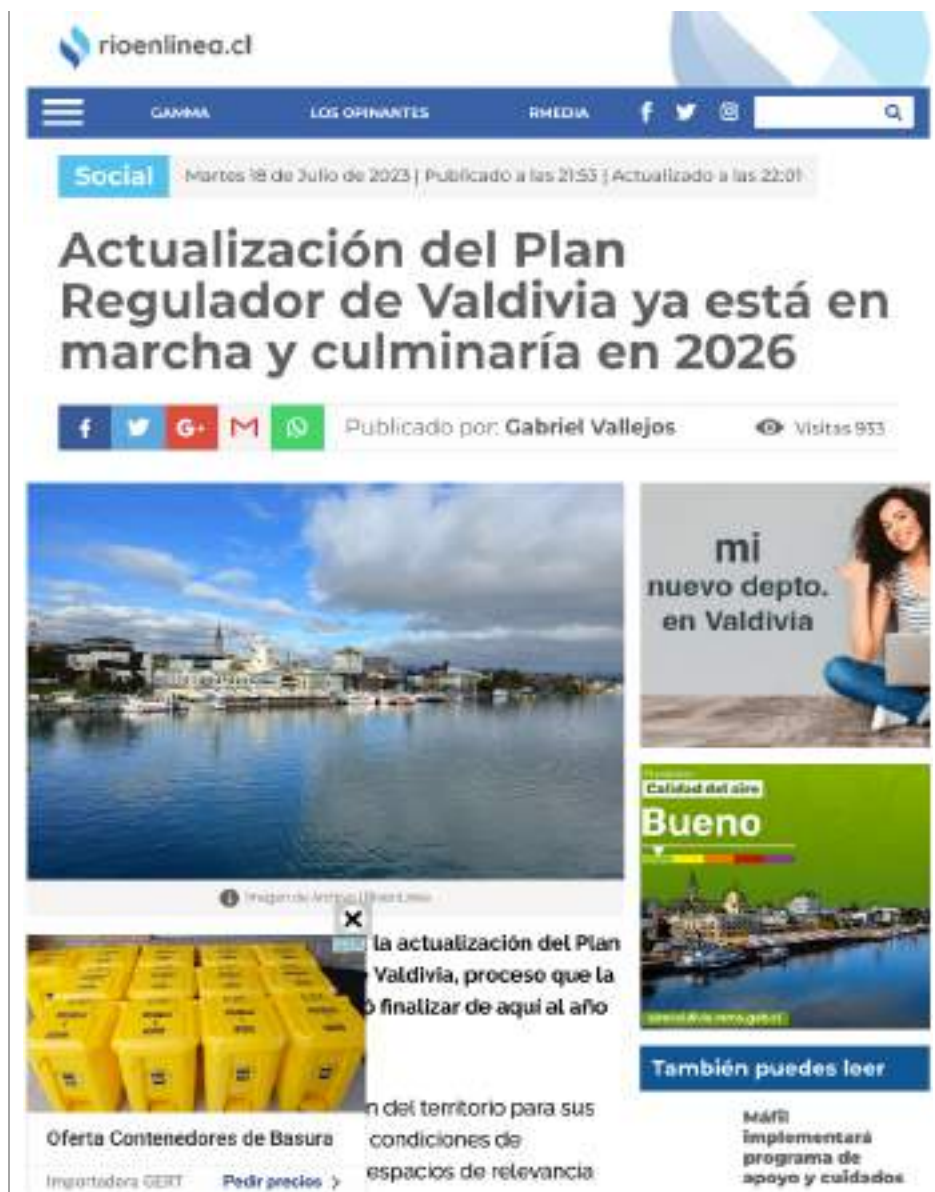 rioenlinea.cl
GAMMA LOS OPINANTES RMEDIA
Social Martes 18 de Julio de 2023 | Publicado a las 21:53 | Actualizado a las 22:01
Actualización del Plan
Regulador de Valdivia ya está en
marcha y culminaría en 2026
Publicado por: Gabriel Vallejos Visitas 933
mi
nuevo depto.
en Valdivia
Calidad del aire
Bueno
Imagen de Archivo
la actualización del Plan
Valdivia, proceso que la
ó finalizar de aquí al año
También puedes leer
n del territorio para sus
condiciones de
espacios de relevancia
Oferta Contenedores de Basura
Importadora GERT Pedir precios >
Máfil
implementará
programa de
apoyo y cuidados